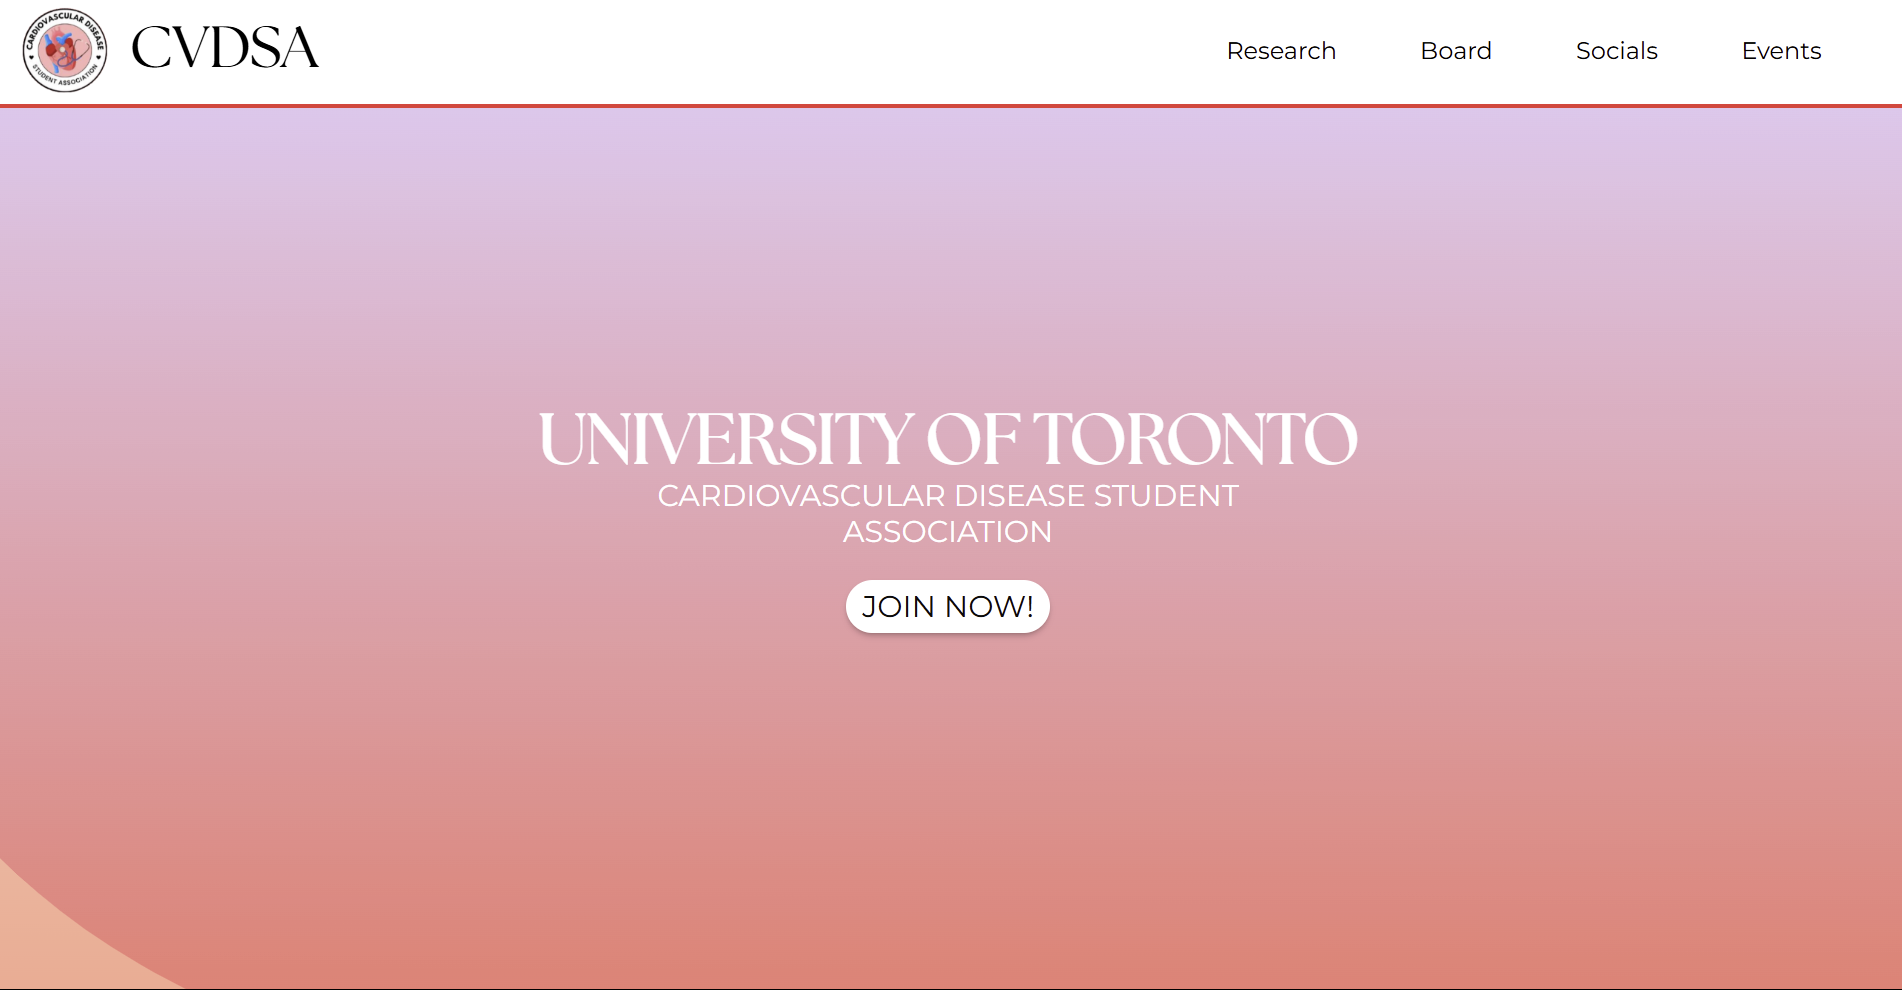 CARDIOVASCULAR DISEASE
STUDENT ASSOCIATION
CVDSA
Research
Board
Socials
Events
UNIVERSITY OF TORONTO
CARDIOVASCULAR DISEASE STUDENT
ASSOCIATION
JOIN NOW!